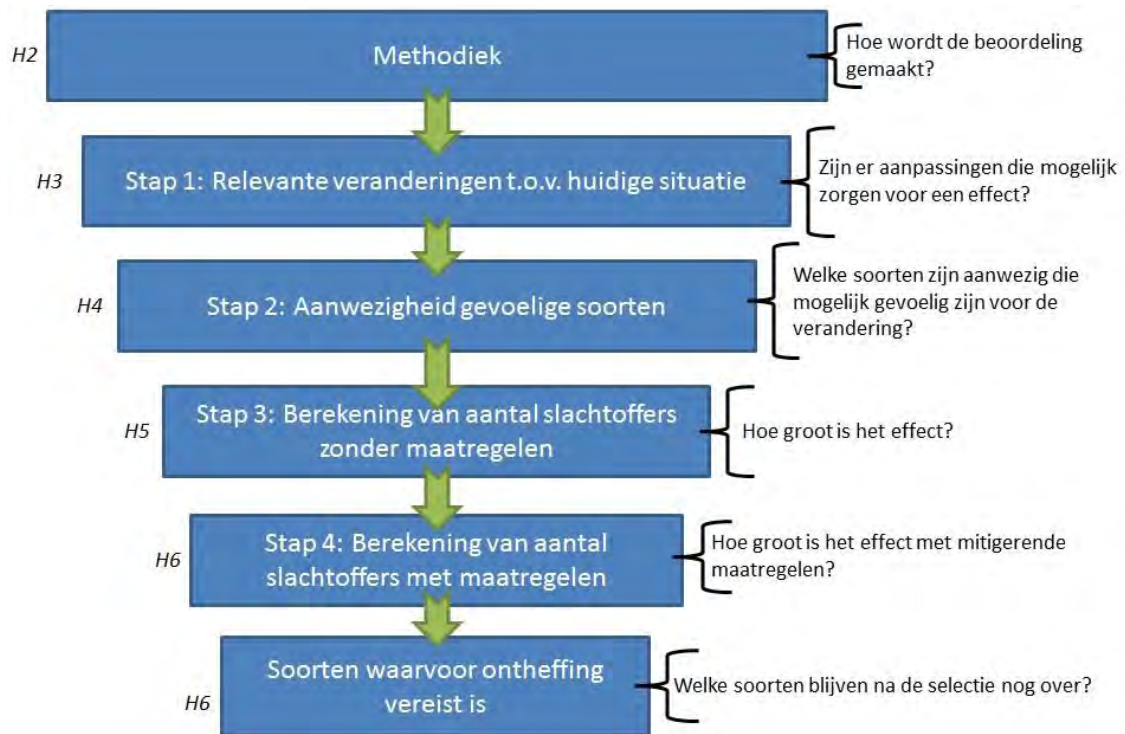 H2
Methodiek
Hoe wordt de beoordeling
gemaakt?
H3
Stap 1: Relevante veranderingen t.o.v. huidige situatie
Zijn er aanpassingen die mogelijk
zorgen voor een effect?
H4
Stap 2: Aanwezigheid gevoelige soorten
Welke soorten zijn aanwezig die
mogelijk gevoelig zijn voor de
verandering?
H5
Stap 3: Berekening van aantal slachtoffers
zonder maatregelen
Hoe groot is het effect?
H6
Stap 4: Berekening van aantal
slachtoffers met maatregelen
Hoe groot is het effect met mitigerende
maatregelen?
H6
Soorten waarvoor ontheffing
vereist is
Welke soorten blijven na de selectie nog over?